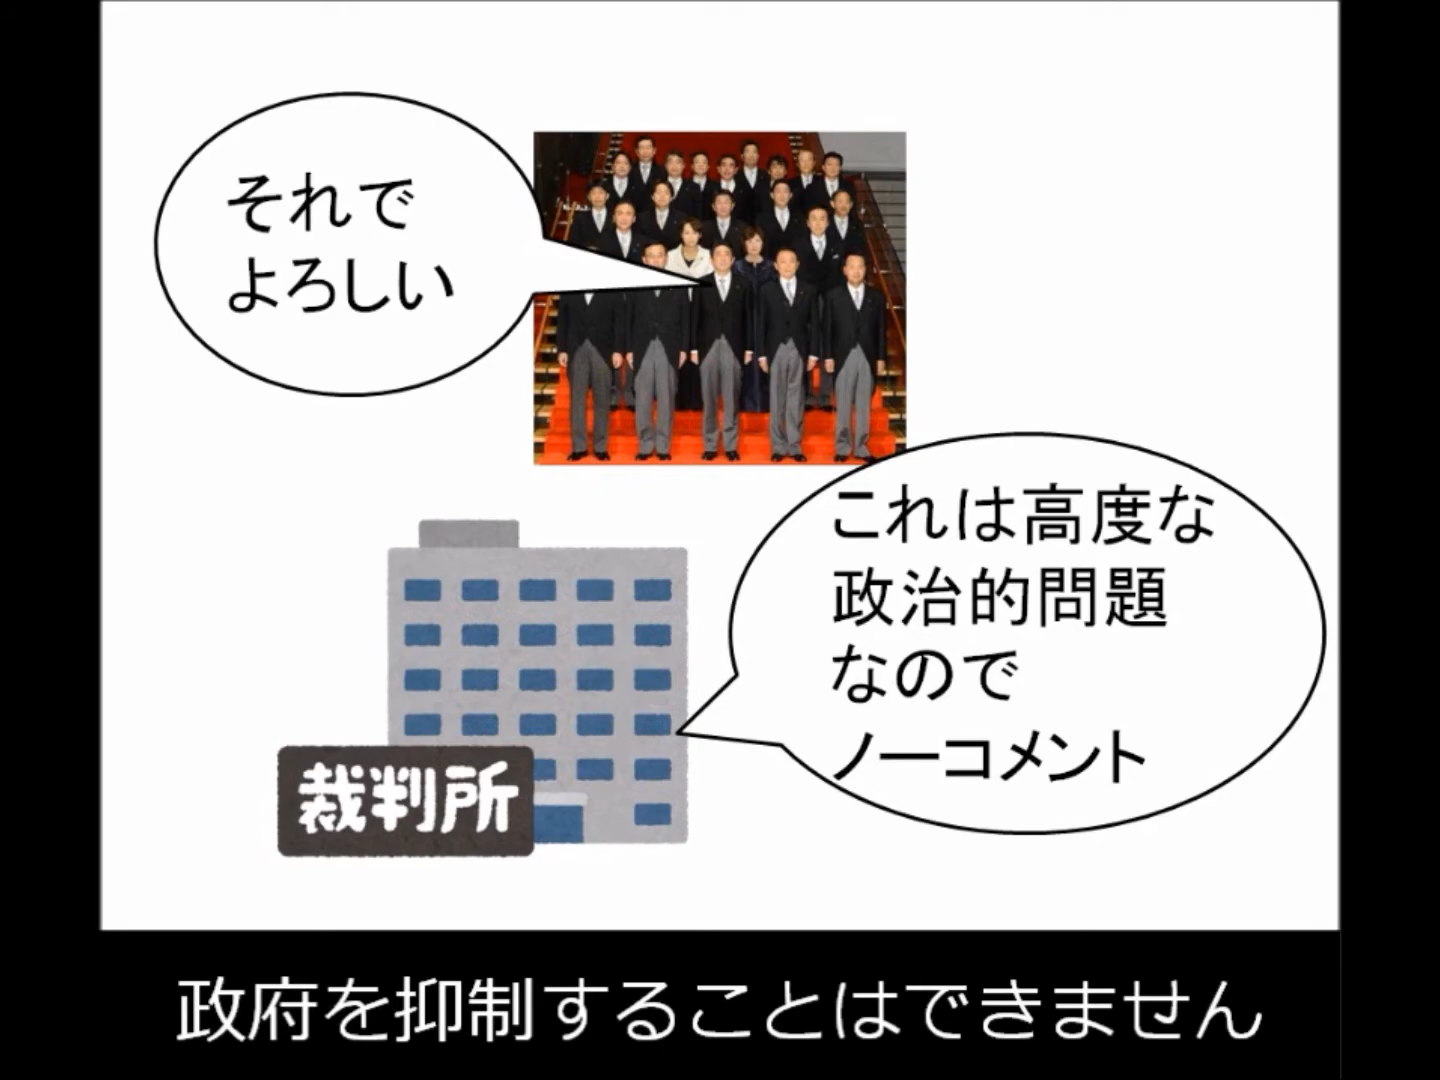 それで
よろしい
これは高度な
政治的問題
なので
ノーコメント
裁判所
政府を抑制することはできません